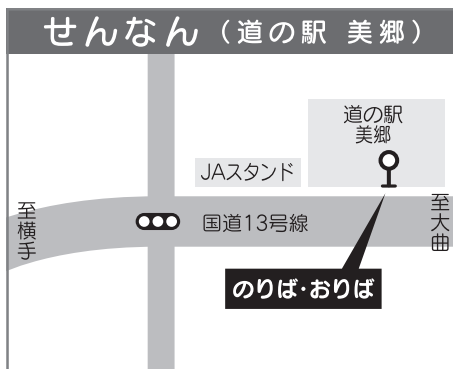 せんなん（道の駅 美郷）
道の駅
美郷
JAスタンド
至横手
国道13号線
至大曲
のりば･おりば